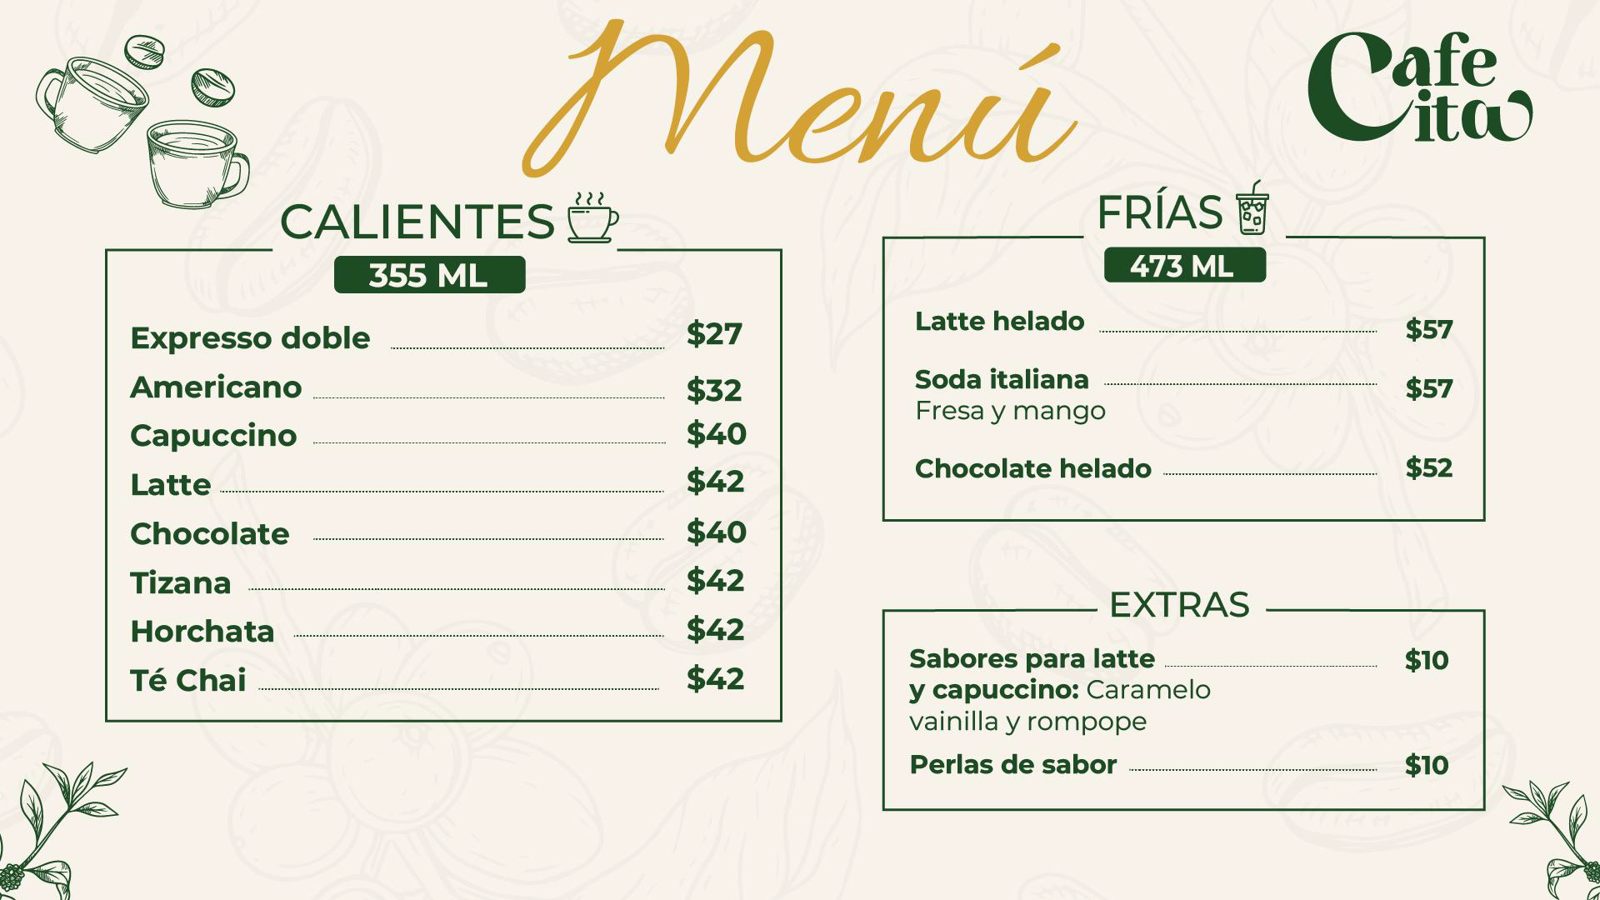 Menú
Cafe
cita
CALIENTES
355 ML
Expresso doble $27
Americano $32
Capuccino $40
Latte $42
Chocolate $40
Tizana $42
Horchata $42
Té Chai $42
FRÍAS
473 ML
Latte helado $57
Soda italiana $57
Fresa y mango
Chocolate helado $52
EXTRAS
Sabores para latte $10
y capuccino: Caramelo
vainilla y rompope
Perlas de sabor $10